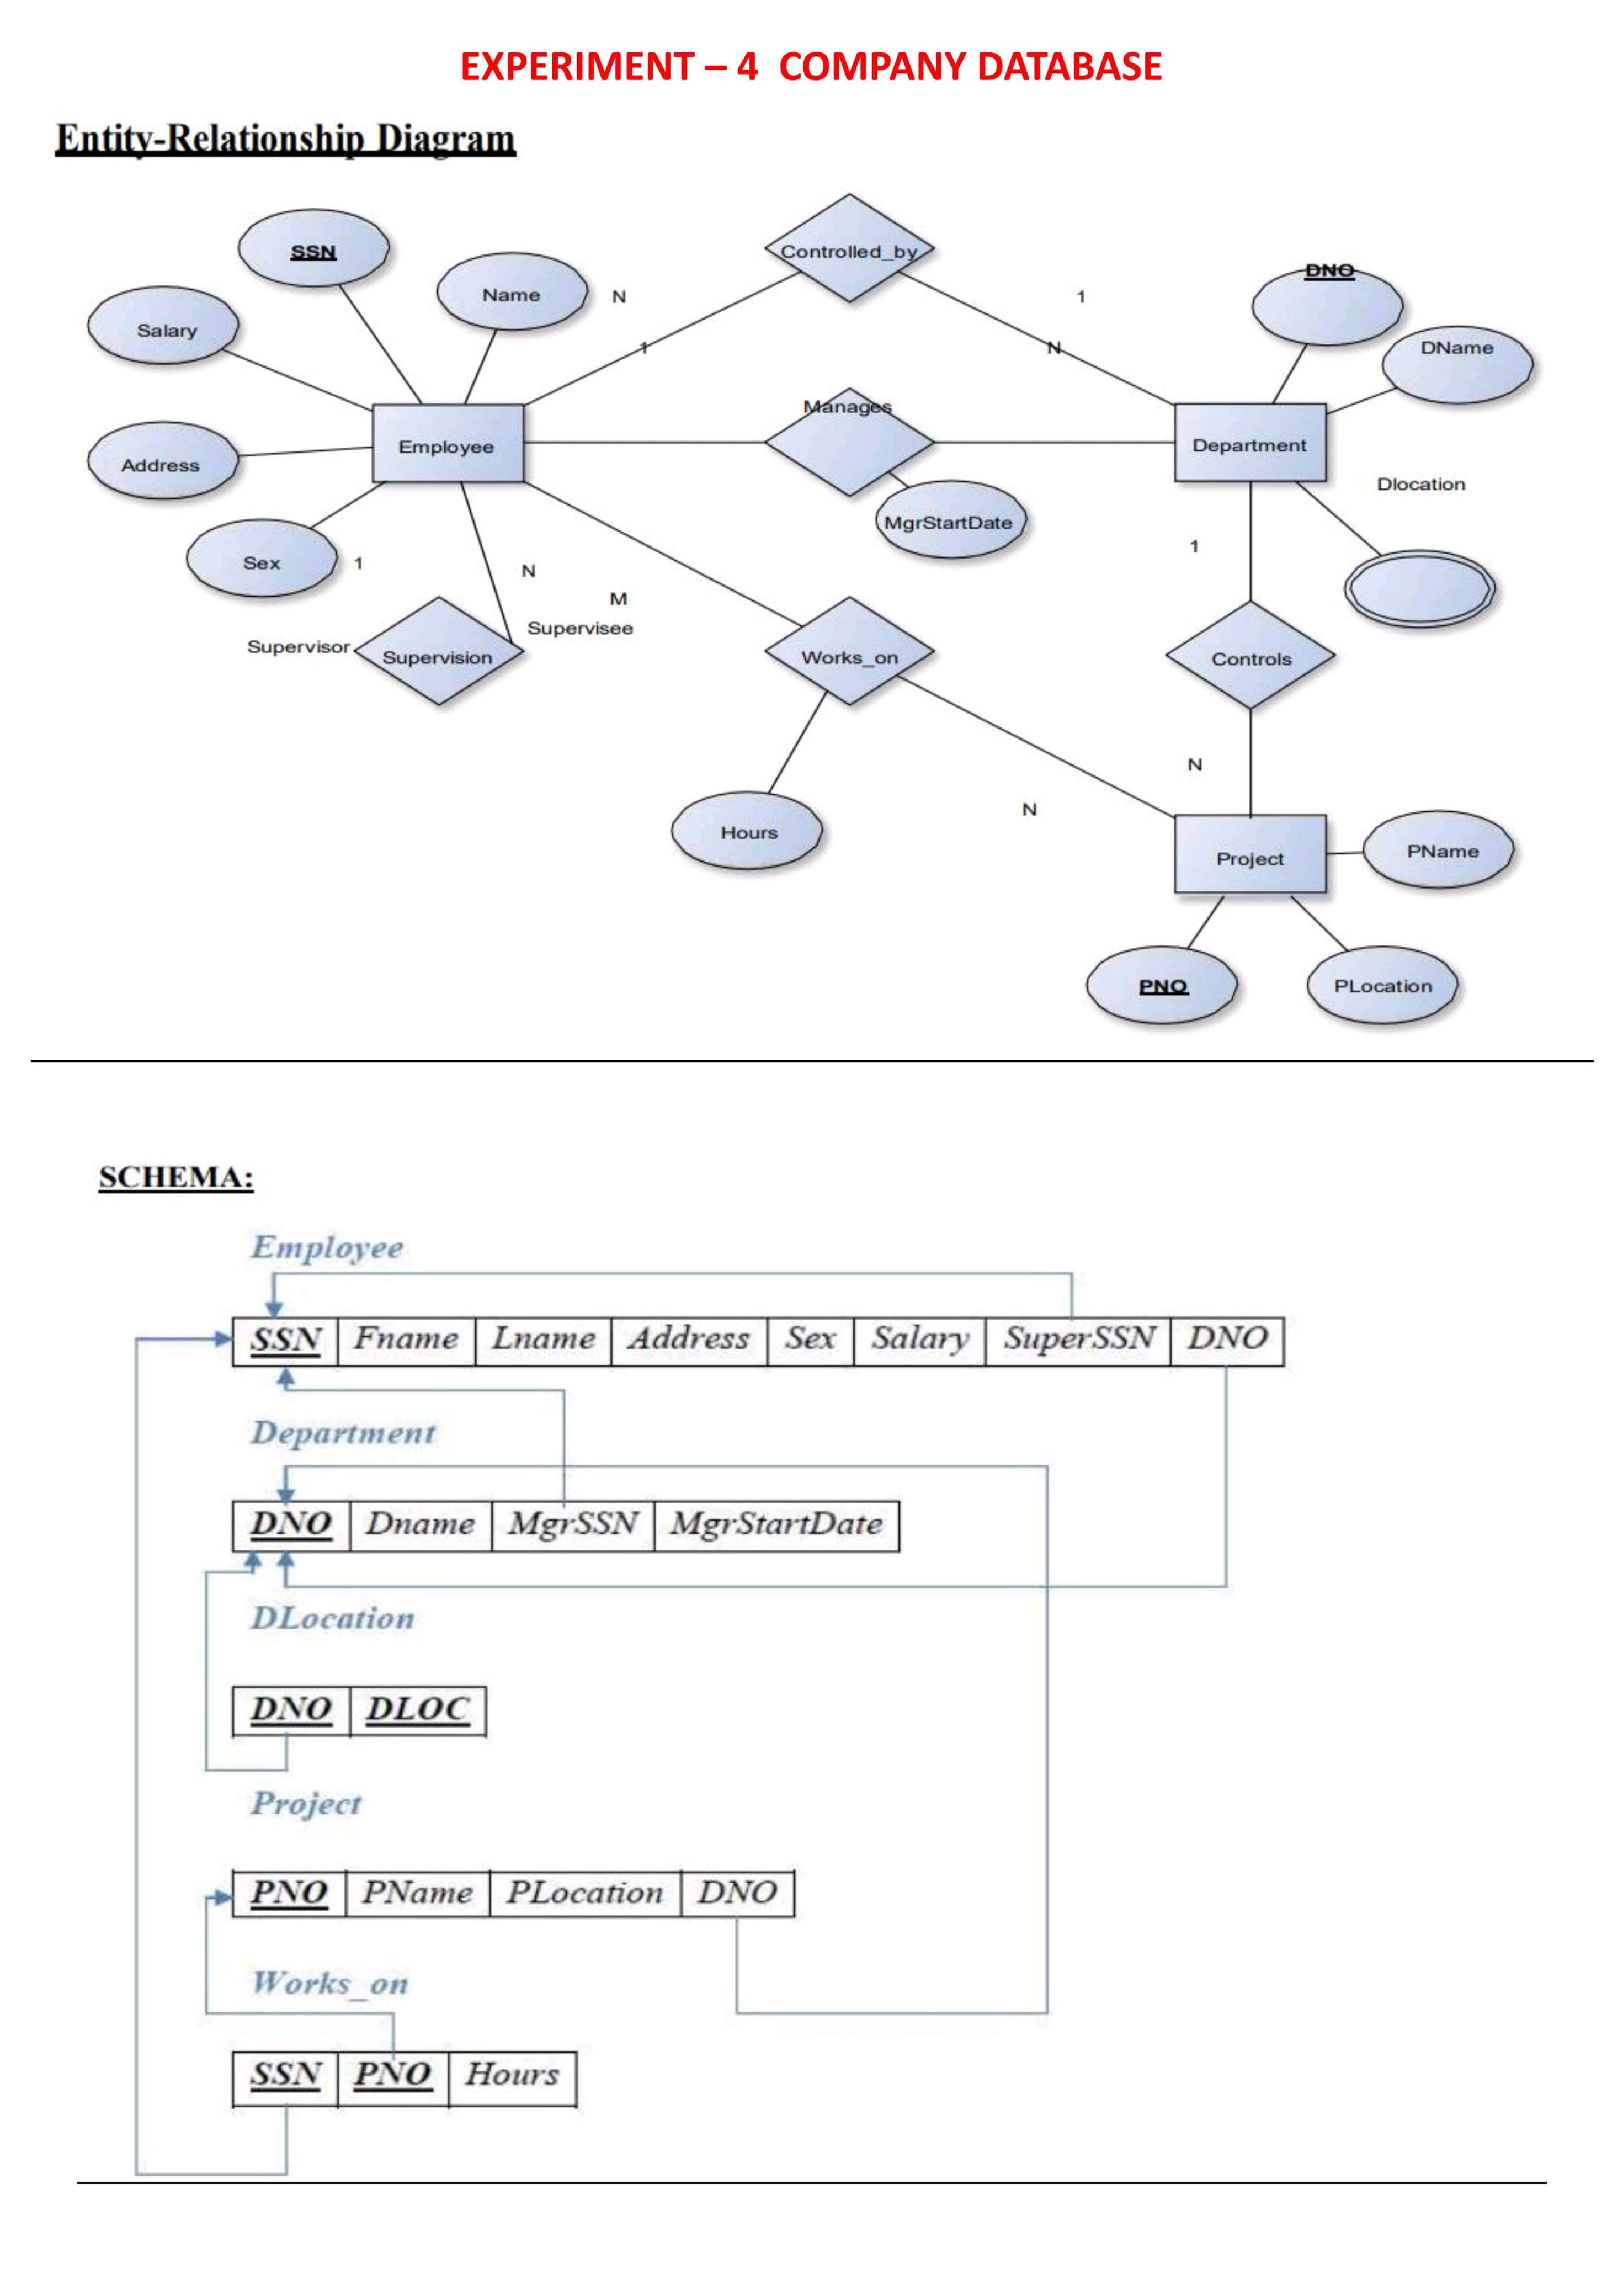 EXPERIMENT – 4 COMPANY DATABASE
Entity-Relationship Diagram
SSN
Name
Salary
Address
Employee
Sex
N
1
Controlled_by
1
N
Manages
MgrStartDate
DNO
DName
Department
Dlocation
1
N
M
Supervisor
Supervision
Supervisee
Works_on
1
Controls
N
Hours
N
Project
PName
PNO
PLocation
SCHEMA:
Employee
SSN Fname Lname Address Sex Salary SuperSSN DNO
Department
DNO Dname MgrSSN MgrStartDate
DLocation
DNO DLOC
Project
PNO PName PLocation DNO
Works_on
SSN PNO Hours